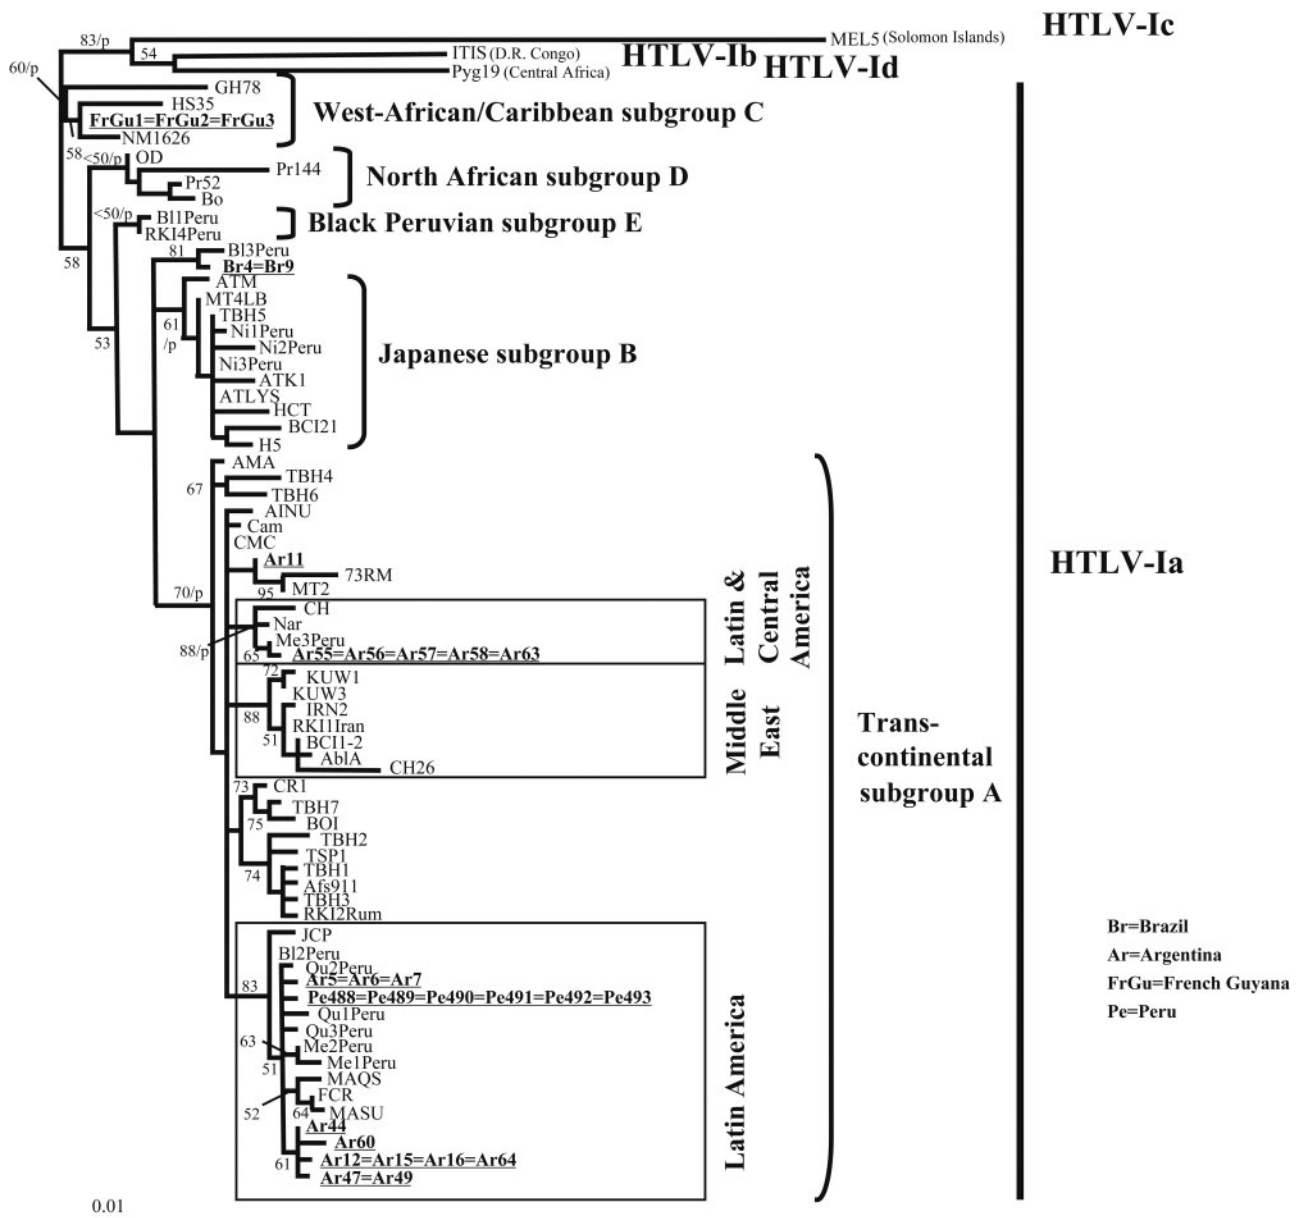 HTLV-Ic
83/p
MEL5 (Solomon Islands)
54
ITIS (D.R. Congo)
HTLV-Ib
HTLV-Id
60/p
Pyg19 (Central Africa)
GH78
HS35
West-African/Caribbean subgroup C
FrGu1=FrGu2=FrGu3
NM1626
58
<50/p
OD
Pr144
North African subgroup D
Pr52
Bo
<50/p
Bl1Peru
Black Peruvian subgroup E
RKI4Peru
81
Bl3Peru
58
Br4=Br9
ATM
MT4LB
TBH5
61
/p
Ni1Peru
53
Ni2Peru
Japanese subgroup B
Ni3Peru
ATK1
ATLYS
HCT
BCI21
H5
AMA
67
TBH4
TBH6
AINU
Cam
CMC
Ar11
HTLV-Ia
73RM
70/p
95
MT2
Latin & Central America
CH
Nar
Me3Peru
88/p
65
Ar55=Ar56=Ar57=Ar58=Ar63
72
KUW1
KUW3
88
IRN2
Middle East
RKI1Iran
51
BCI1-2
AblA
CH26
Trans-
continental
subgroup A
73
CR1
TBH7
75
BOI
TBH2
TSP1
74
TBH1
Afs911
TBH3
RKI2Rum
JCP
Bl2Peru
Qu2Peru
83
Ar5=Ar6=Ar7
Pe488=Pe489=Pe490=Pe491=Pe492=Pe493
Qu1Peru
Qu3Peru
63
Me2Peru
51
Me1Peru
Latin America
MAQS
52
FCR
64
MASU
Ar44
Ar60
61
Ar12=Ar15=Ar16=Ar64
Ar47=Ar49
Br=Brazil
Ar=Argentina
FrGu=French Guyana
Pe=Peru
0.01